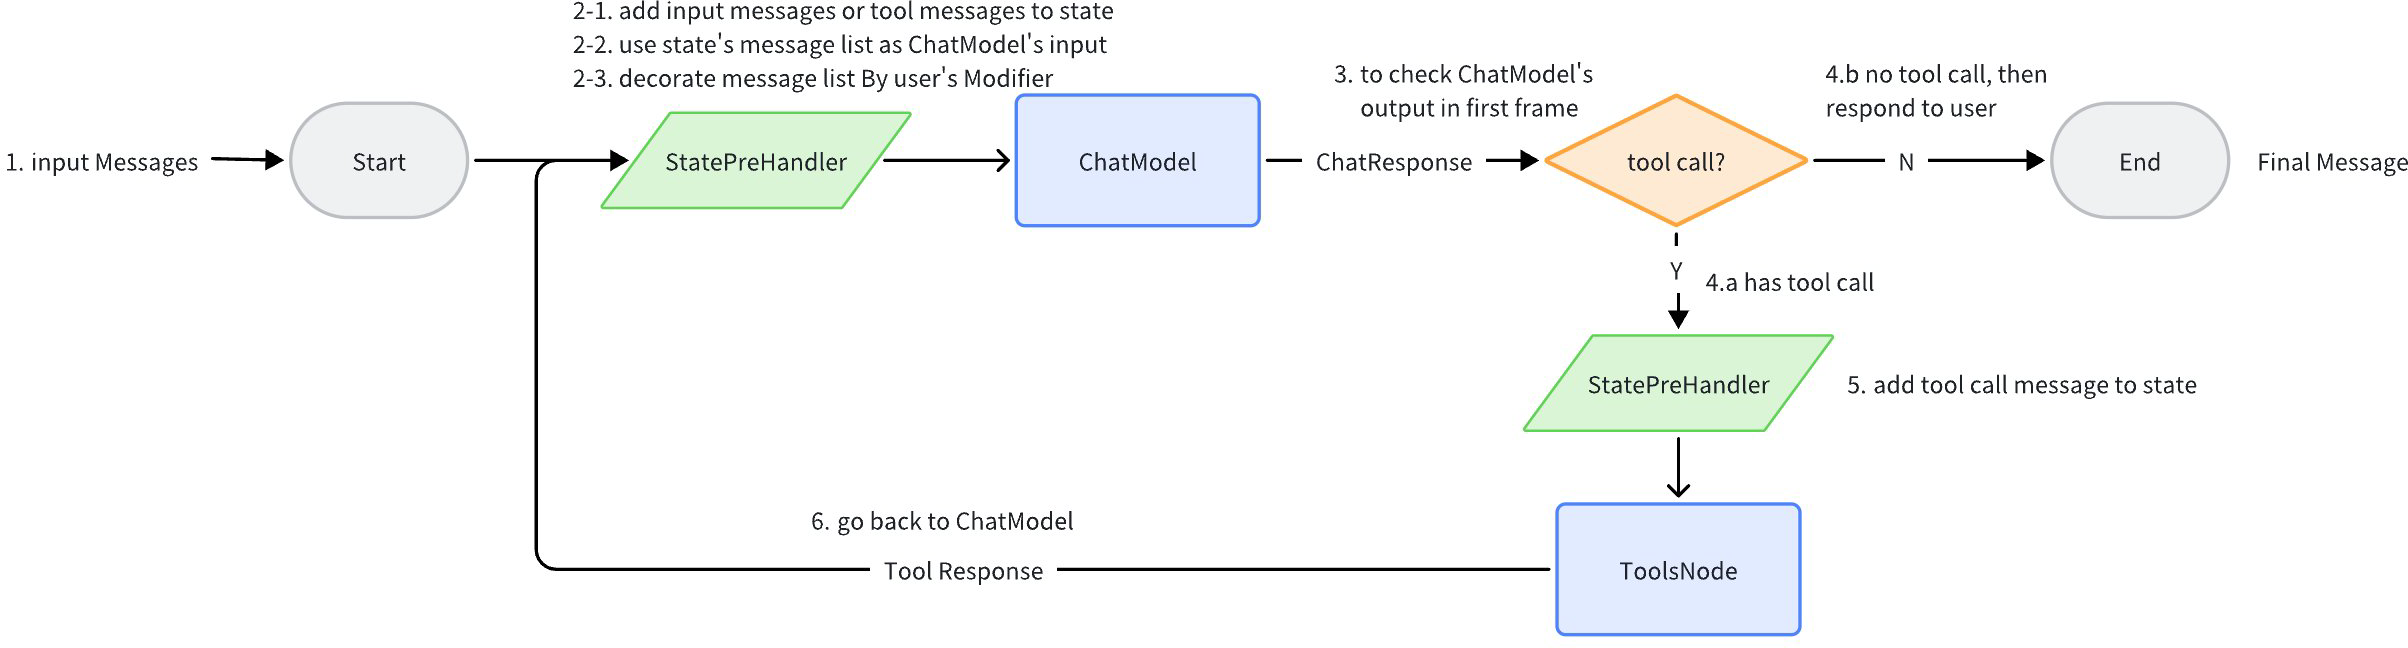 2-1. add input messages or tool messages to state
2-2. use state's message list as ChatModel's input
2-3. decorate message list By user's Modifier
1. input Messages
Start
StatePreHandler
ChatModel
3. to check ChatModel's
output in first frame
ChatResponse
tool call?
4.b no tool call, then
respond to user
N
End
Final Message
Y
4.a has tool call
StatePreHandler
5. add tool call message to state
6. go back to ChatModel
Tool Response
ToolsNode